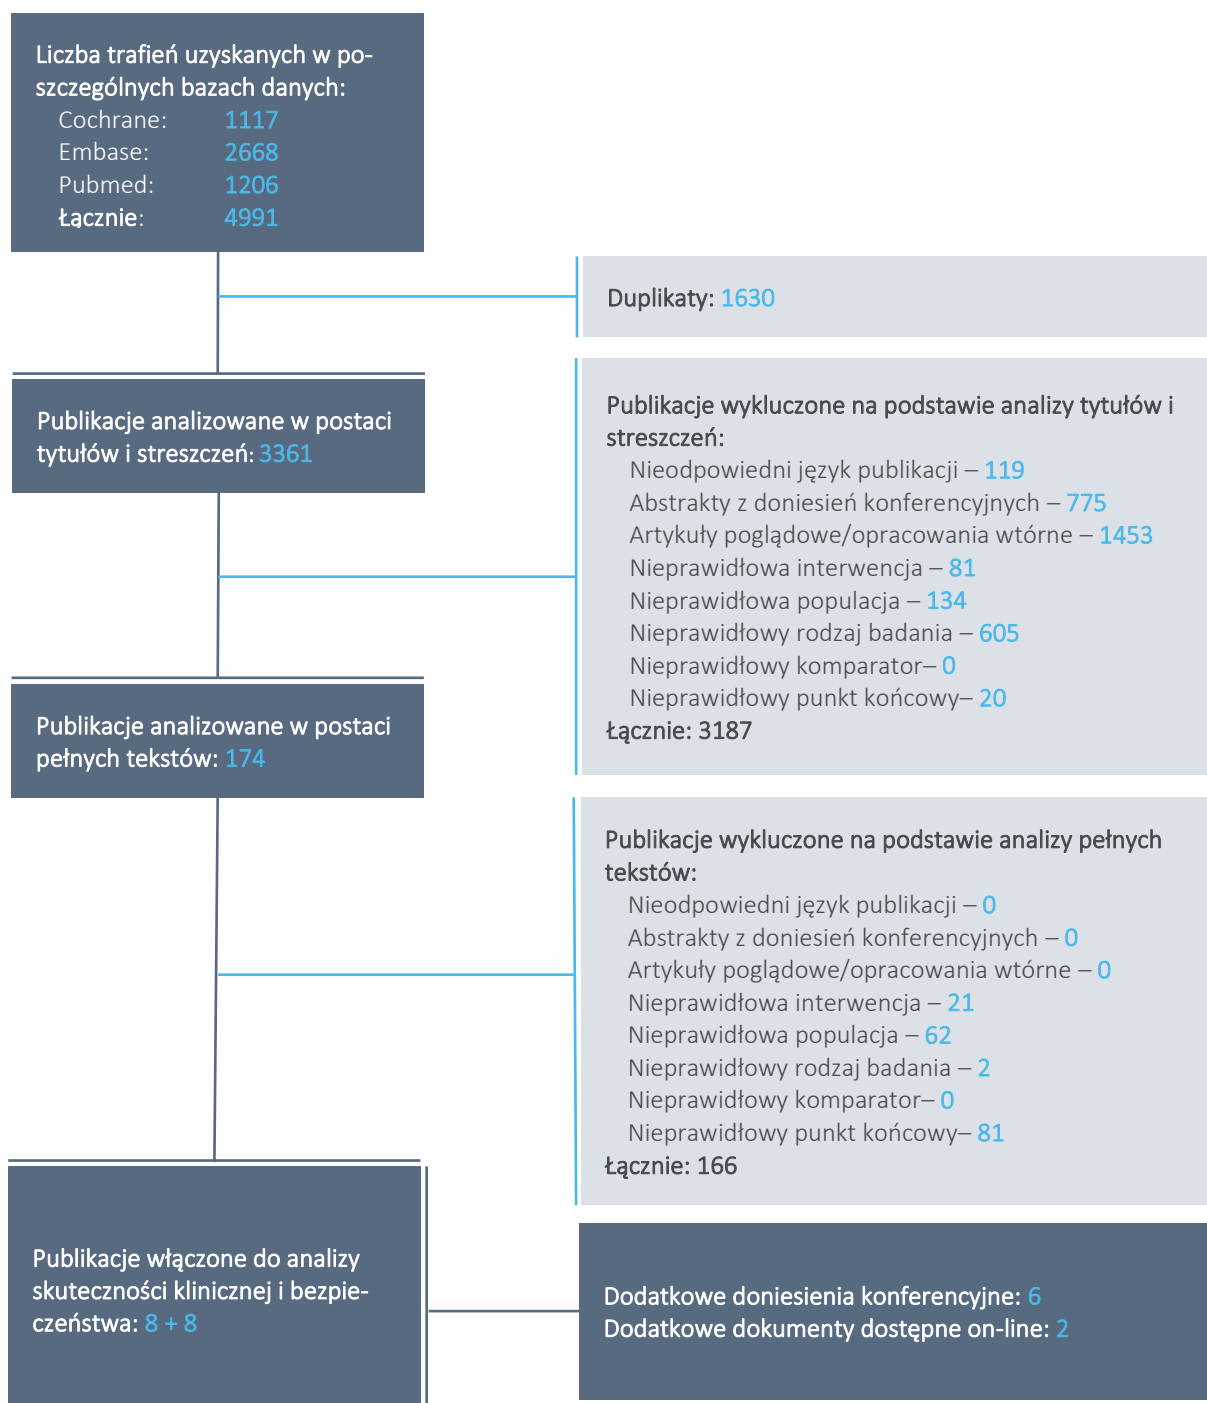 Liczba trafień uzyskanych w po-
szczególnych bazach danych:
Cochrane: 1117
Embase: 2668
Pubmed: 1206
Łącznie: 4991
Duplikaty: 1630
Publikacje analizowane w postaci
tytułów i streszczeń: 3361
Publikacje wykluczone na podstawie analizy tytułów i
streszczeń:
Nieodpowiedni język publikacji – 119
Abstrakty z doniesień konferencyjnych – 775
Artykuły poglądowe/opracowania wtórne – 1453
Nieprawidłowa interwencja – 81
Nieprawidłowa populacja – 134
Nieprawidłowy rodzaj badania – 605
Nieprawidłowy komparator– 0
Nieprawidłowy punkt końcowy– 20
Łącznie: 3187
Publikacje analizowane w postaci
pełnych tekstów: 174
Publikacje wykluczone na podstawie analizy pełnych
tekstów:
Nieodpowiedni język publikacji – 0
Abstrakty z doniesień konferencyjnych – 0
Artykuły poglądowe/opracowania wtórne – 0
Nieprawidłowa interwencja – 21
Nieprawidłowa populacja – 62
Nieprawidłowy rodzaj badania – 2
Nieprawidłowy komparator– 0
Nieprawidłowy punkt końcowy– 81
Łącznie: 166
Publikacje włączone do analizy
skuteczności klinicznej i bezpie-
czeństwa: 8 + 8
Dodatkowe doniesienia konferencyjne: 6
Dodatkowe dokumenty dostępne on-line: 2